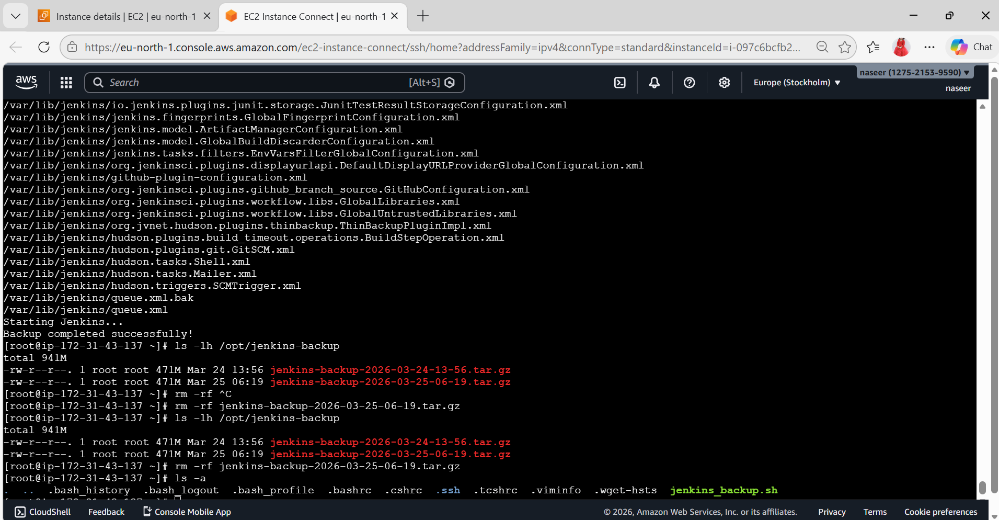 Instance details | EC2 | eu-north-1
EC2 Instance Connect | eu-north-1
https://eu-north-1.console.aws.amazon.com/ec2-instance-connect/ssh/home?addressFamily=ipv4&connType=standard&instanceId=i-097c6bcfb2...
Chat
aws
Search
[Alt+S]
Europe (Stockholm)
naseer (1275-2153-9590)
naseer
/var/lib/jenkins/io.jenkins.plugins.junit.storage.JunitTestResultStorageConfiguration.xml
/var/lib/jenkins/jenkins.fingerprints.GlobalFingerprintConfiguration.xml
/var/lib/jenkins/jenkins.model.ArtifactManagerConfiguration.xml
/var/lib/jenkins/jenkins.model.GlobalBuildDiscarderConfiguration.xml
/var/lib/jenkins/jenkins.tasks.filters.EnvVarsFilterGlobalConfiguration.xml
/var/lib/jenkins/org.jenkinsci.plugins.displayurlapi.DefaultDisplayURLProviderGlobalConfiguration.xml
/var/lib/jenkins/github-plugin-configuration.xml
/var/lib/jenkins/org.jenkinsci.plugins.github_branch_source.GitHubConfiguration.xml
/var/lib/jenkins/org.jenkinsci.plugins.workflow.libs.GlobalLibraries.xml
/var/lib/jenkins/org.jenkinsci.plugins.workflow.libs.GlobalUntrustedLibraries.xml
/var/lib/jenkins/org.jvnet.hudson.plugins.thinbackup.ThinBackupPluginImpl.xml
/var/lib/jenkins/hudson.plugins.build_timeout.operations.BuildStepOperation.xml
/var/lib/jenkins/hudson.plugins.git.GitSCM.xml
/var/lib/jenkins/hudson.tasks.Shell.xml
/var/lib/jenkins/hudson.tasks.Mailer.xml
/var/lib/jenkins/hudson.triggers.SCMTrigger.xml
/var/lib/jenkins/queue.xml.bak
/var/lib/jenkins/queue.xml
Starting Jenkins...
Backup completed successfully!
[root@ip-172-31-43-137 ~]# ls -lh /opt/jenkins-backup
total 941M
-rw-r--r--. 1 root root 471M Mar 24 13:56 jenkins-backup-2026-03-24-13-56.tar.gz
-rw-r--r--. 1 root root 471M Mar 25 06:19 jenkins-backup-2026-03-25-06-19.tar.gz
[root@ip-172-31-43-137 ~]# rm -rf ^C
[root@ip-172-31-43-137 ~]# rm -rf jenkins-backup-2026-03-25-06-19.tar.gz
[root@ip-172-31-43-137 ~]# ls -lh /opt/jenkins-backup
total 941M
-rw-r--r--. 1 root root 471M Mar 24 13:56 jenkins-backup-2026-03-24-13-56.tar.gz
-rw-r--r--. 1 root root 471M Mar 25 06:19 jenkins-backup-2026-03-25-06-19.tar.gz
[root@ip-172-31-43-137 ~]# rm -rf jenkins-backup-2026-03-25-06-19.tar.gz
[root@ip-172-31-43-137 ~]# ls -a
. .. .bash_history .bash_logout .bash_profile .bashrc .cshrc .ssh .tcshrc .viminfo .wget-hsts jenkins_backup.sh
CloudShell Feedback Console Mobile App © 2026, Amazon Web Services, Inc. or its affiliates. Privacy Terms Cookie preferences